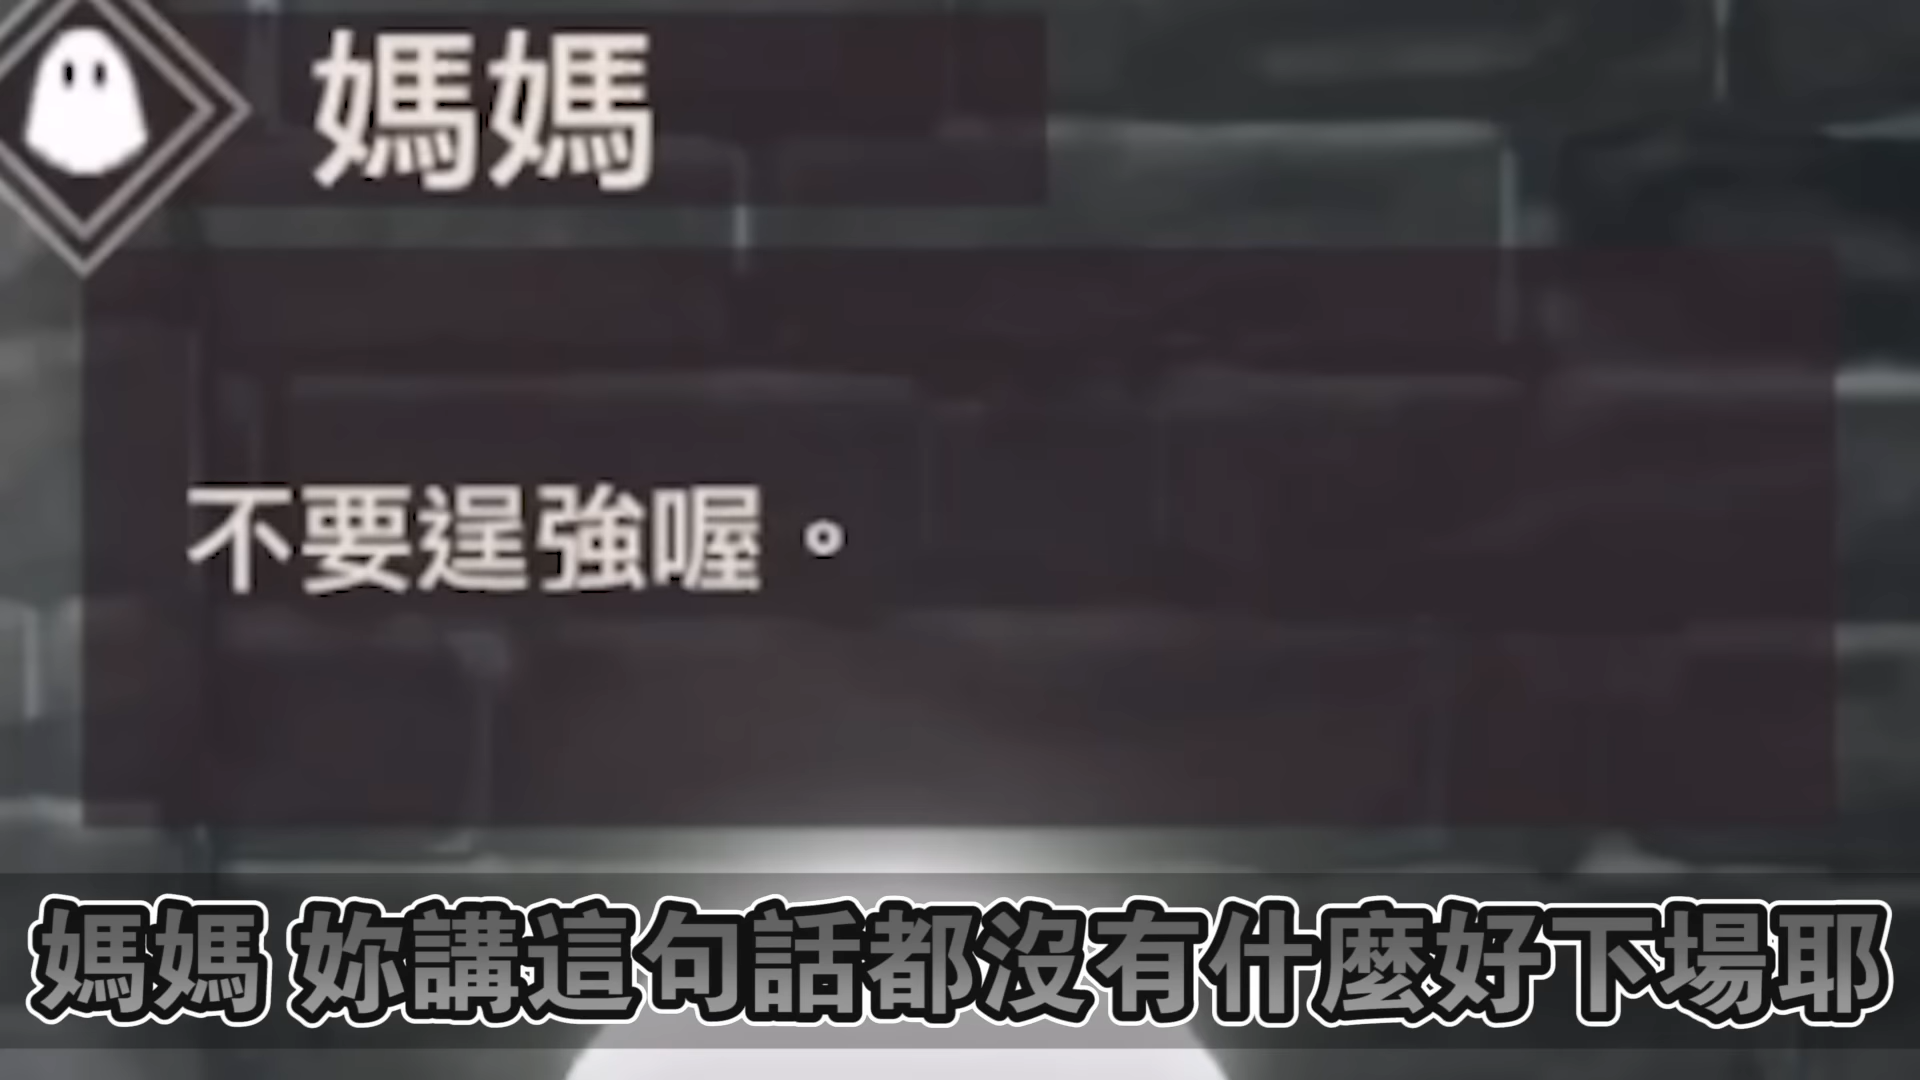 媽媽
不要逞強喔。
媽媽 妳講這句話都沒有什麼好下場耶